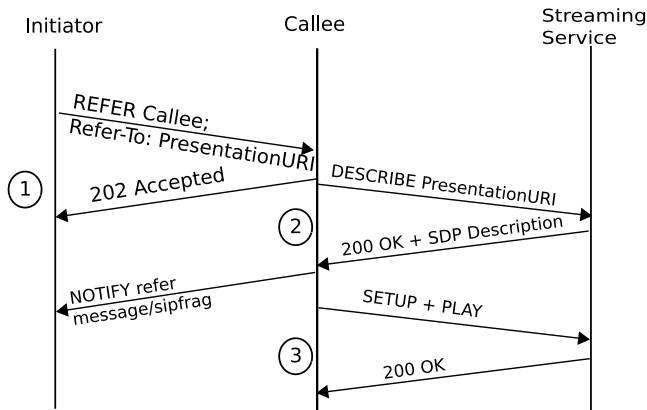 Initiator
Callee
Streaming
Service
REFER Callee;
Refer-To: PresentationURI
1
202 Accepted
DESCRIBE PresentationURI
2
200 OK + SDP Description
NOTIFY refer
message/sipfrag
SETUP + PLAY
3
200 OK